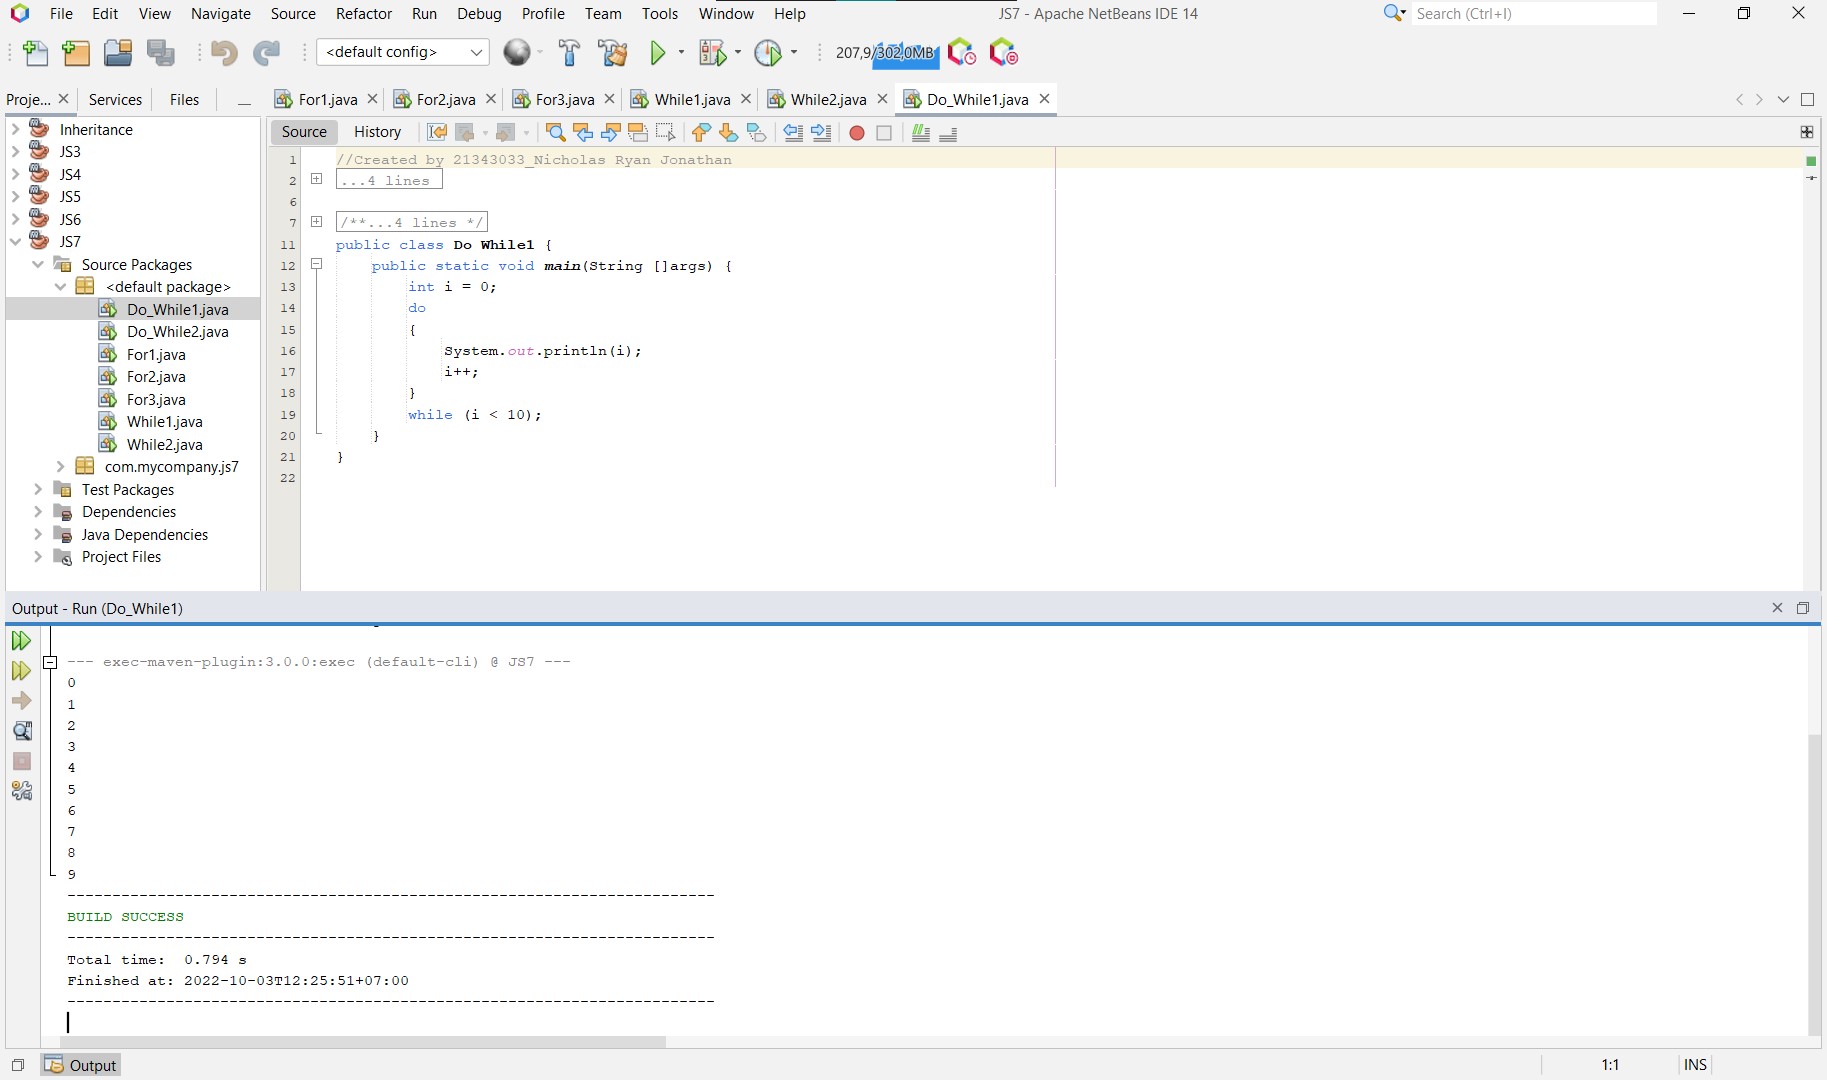 File Edit View Navigate Source Refactor Run Debug Profile Team Tools Window Help JS7 - Apache NetBeans IDE 14 Search (Ctrl+I)
<default config> 207,9/302,0MB
Proje... Services Files For1.java For2.java For3.java While1.java While2.java Do_While1.java
Source History
Inheritance
JS3
JS4
JS5
JS6
JS7
Source Packages
<default package>
Do_While1.java
Do_While2.java
For1.java
For2.java
For3.java
While1.java
While2.java
com.mycompany.js7
Test Packages
Dependencies
Java Dependencies
Project Files
1 //Created by 21343033_Nicholas Ryan Jonathan
2 ...4 lines
6
7 /**...4 lines */
11 public class Do While1 {
12 public static void main(String []args) {
13 int i = 0;
14 do
15 {
16 System.out.println(i);
17 i++;
18 }
19 while (i < 10);
20 }
21 }
22
Output - Run (Do_While1)
--- exec-maven-plugin:3.0.0:exec (default-cli) @ JS7 ---
0
1
2
3
4
5
6
7
8
9
------------------------------------------------------------------------
BUILD SUCCESS
------------------------------------------------------------------------
Total time:  0.794 s
Finished at: 2022-10-03T12:25:51+07:00
------------------------------------------------------------------------
Output 1:1 INS